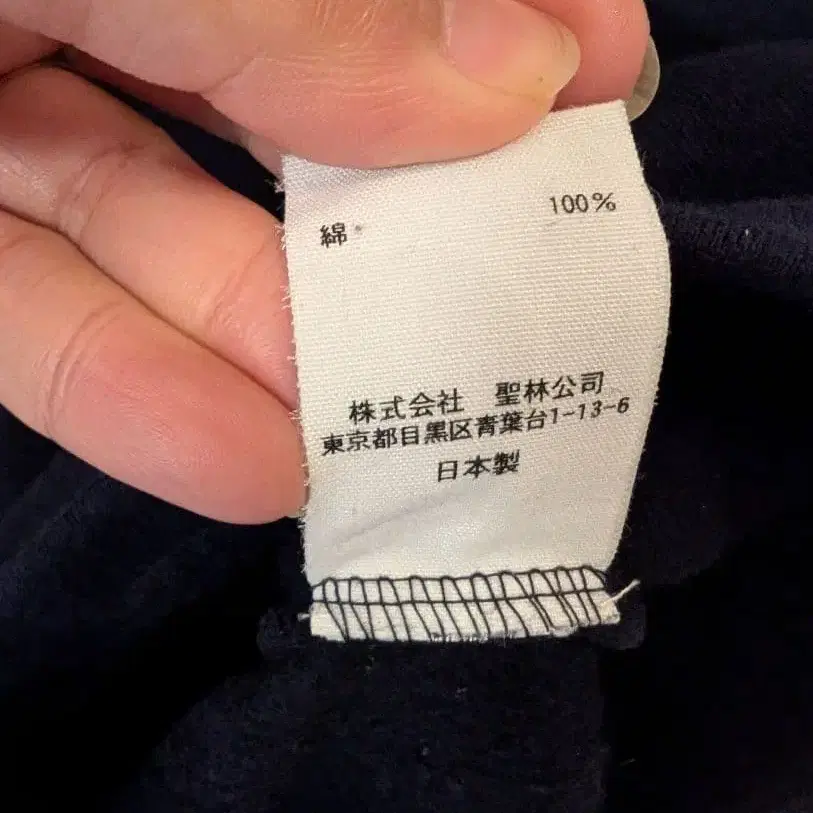 綿 100%
株式会社 聖林公司
東京都目黒区青葉台1-13-6
日本製